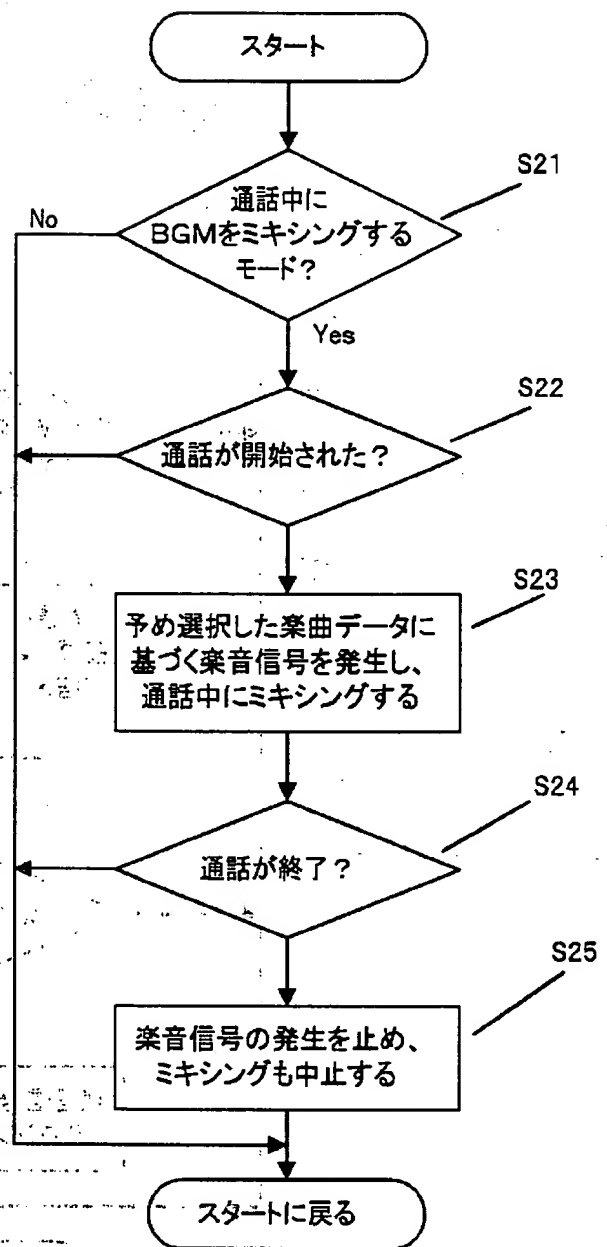 スタート
S21
通話中に
BGMをミキシングする
モード?
No
Yes
S22
通話が開始された?
S23
予め選択した楽曲データに
基づく楽音信号を発生し、
通話中にミキシングする
S24
通話が終了?
S25
楽音信号の発生を止め、
ミキシングも中止する
スタートに戻る